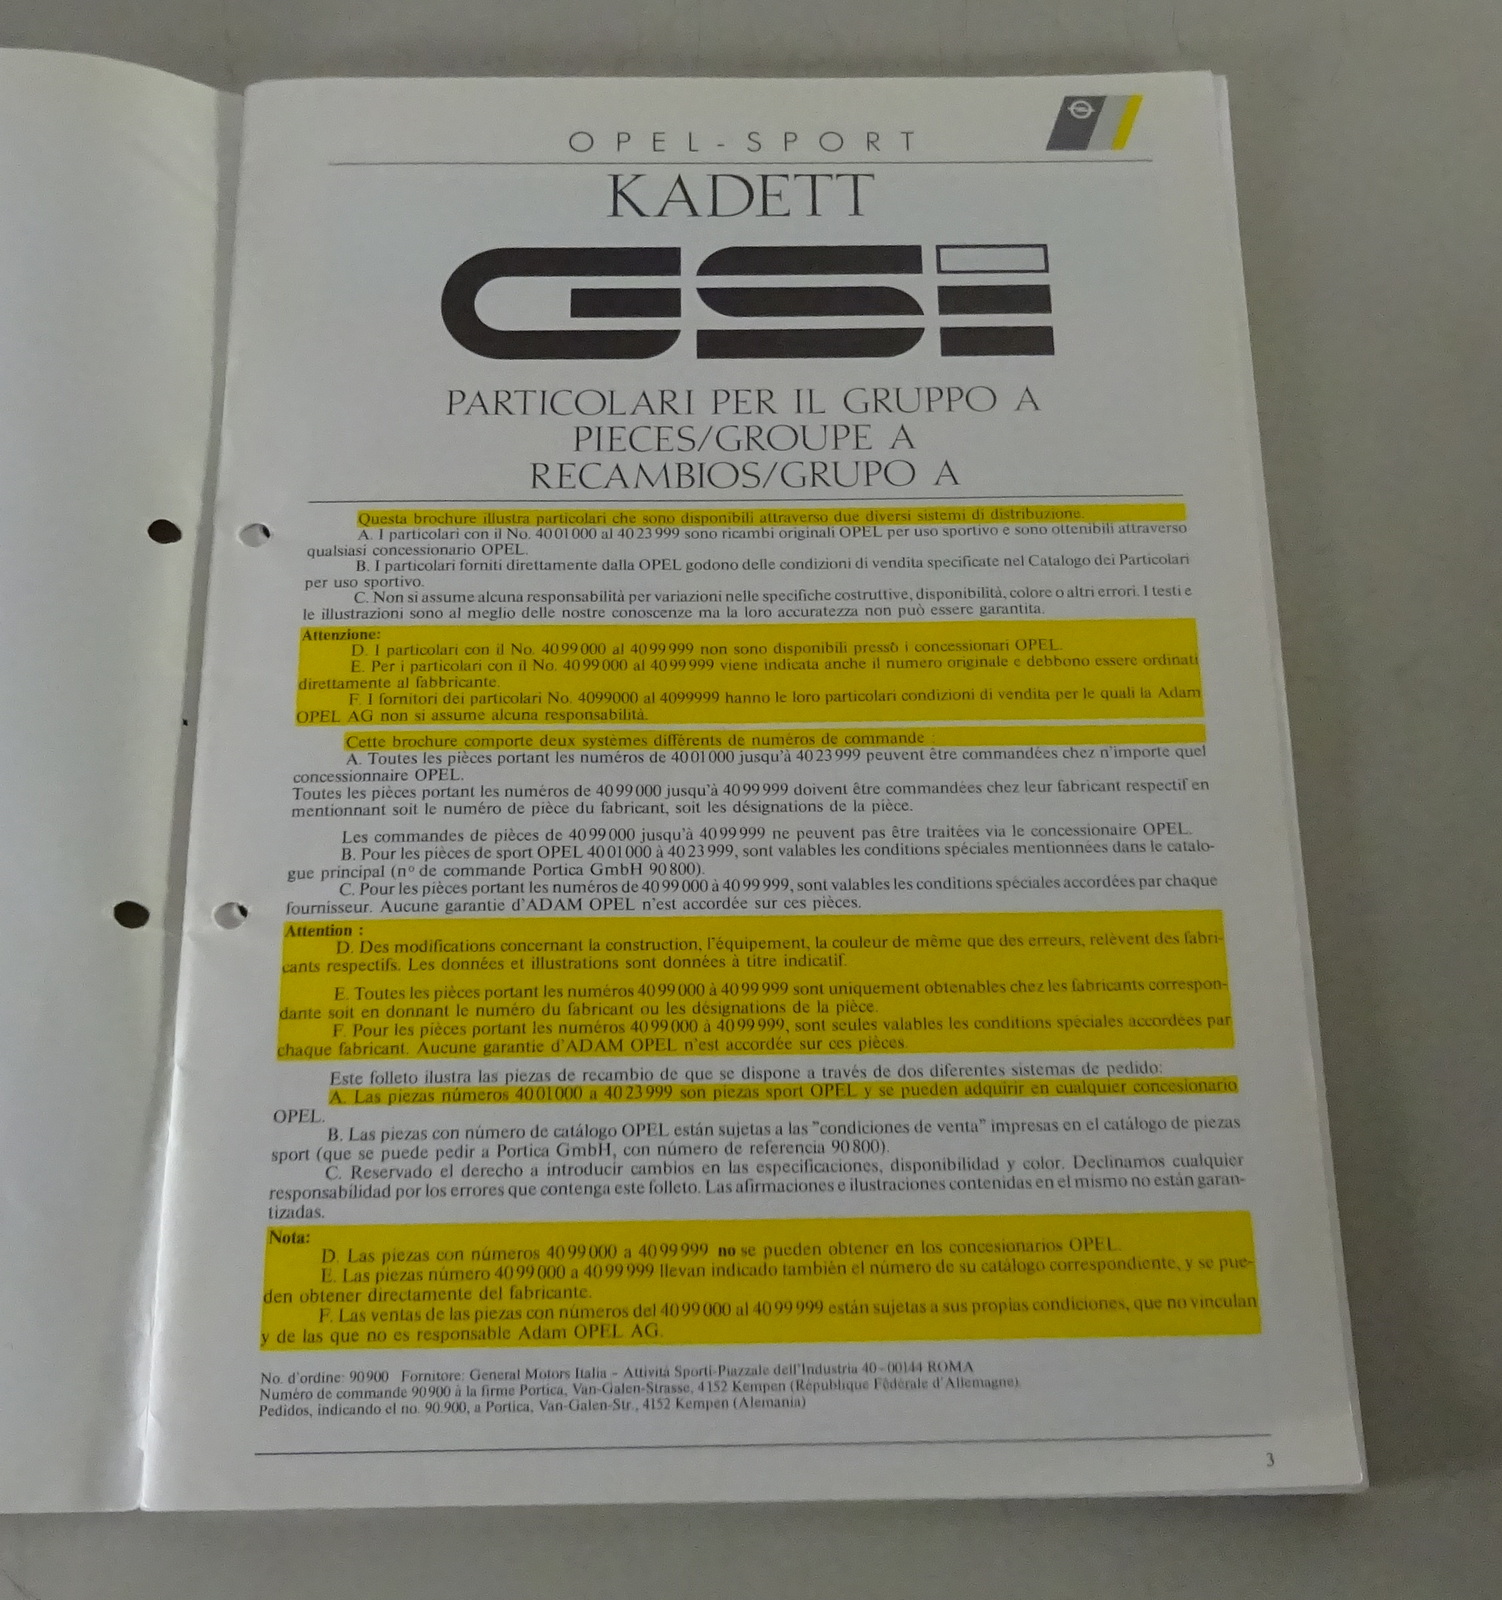 OPEL-SPORT
KADETT
GSi
PARTICOLARI PER IL GRUPPO A
PIECES/GROUPE A
RECAMBIOS/GRUPO A
Questa brochure illustra particolari che sono disponibili attraverso due diversi sistemi di distribuzione.
A. I particolari con il No. 4001000 al 4023999 sono ricambi originali OPEL per uso sportivo e sono ottenibili attraverso
qualsiasi concessionario OPEL.
B. I particolari forniti direttamente dalla OPEL godono delle condizioni di vendita specificate nel Catalogo dei Particolari
per uso sportivo.
C. Non si assume alcuna responsabilità per variazioni nelle specifiche costruttive, disponibilità, colore o altri errori. I testi e
le illustrazioni sono al meglio delle nostre conoscenze ma la loro accuratezza non può essere garantita.
Attenzione:
D. I particolari con il No. 4099000 al 4099999 non sono disponibili presso i concessionari OPEL.
E. Per i particolari con il No. 4099000 al 4099999 viene indicata anche il numero originale e debbono essere ordinati
direttamente al fabbricante.
F. I fornitori dei particolari No. 4099000 al 4099999 hanno le loro particolari condizioni di vendita per le quali la Adam
OPEL AG non si assume alcuna responsabilità.
Cette brochure comporte deux systèmes différents de numéros de commande :
A. Toutes les pièces portant les numéros de 4001000 jusqu'à 4023999 peuvent être commandées chez n'importe quel
concessionnaire OPEL.
Toutes les pièces portant les numéros de 4099000 jusqu'à 4099999 doivent être commandées chez leur fabricant respectif en
mentionnant soit le numéro de pièce du fabricant, soit les désignations de la pièce.
Les commandes de pièces de 4099000 jusqu'à 4099999 ne peuvent pas être traitées via le concessionaire OPEL.
B. Pour les pièces de sport OPEL 4001000 à 4023999, sont valables les conditions spéciales mentionnées dans le catalo-
gue principal (n° de commande Portica GmbH 90800).
C. Pour les pièces portant les numéros de 4099000 à 4099999, sont valables les conditions spéciales accordées par chaque
fournisseur. Aucune garantie d'ADAM OPEL n'est accordée sur ces pièces.
Attention :
D. Des modifications concernant la construction, l'équipement, la couleur de même que des erreurs, relèvent des fabri-
cants respectifs. Les données et illustrations sont données à titre indicatif.
E. Toutes les pièces portant les numéros 4099000 à 4099999 sont uniquement obtenables chez les fabricants correspon-
dante soit en donnant le numéro du fabricant ou les désignations de la pièce.
F. Pour les pièces portant les numéros 4099000 à 4099999, sont seules valables les conditions spéciales accordées par
chaque fabricant. Aucune garantie d'ADAM OPEL n'est accordée sur ces pièces.
Este folleto ilustra las piezas de recambio de que se dispone a través de dos diferentes sistemas de pedido:
A. Las piezas números 4001000 a 4023999 son piezas sport OPEL y se pueden adquirir en cualquier concesionario
OPEL.
B. Las piezas con número de catálogo OPEL están sujetas a las "condiciones de venta" impresas en el catálogo de piezas
sport (que se puede pedir a Portica GmbH, con número de referencia 90800).
C. Reservado el derecho a introducir cambios en las especificaciones, disponibilidad y color. Declinamos cualquier
responsabilidad por los errores que contenga este folleto. Las afirmaciones e ilustraciones contenidas en el mismo no están garan-
tizadas.
Nota:
D. Las piezas con números 4099000 a 4099999 no se pueden obtener en los concesionarios OPEL.
E. Las piezas número 4099000 a 4099999 llevan indicado también el número de su catálogo correspondiente, y se pue-
den obtener directamente del fabricante.
F. Las ventas de las piezas con números del 4099000 al 4099999 están sujetas a sus propias condiciones, que no vinculan
y de las que no es responsable Adam OPEL AG.
No. d'ordine: 90900 Fornitore: General Motors Italia – Attività Sporti-Piazzale dell'Industria 40–00144 ROMA
Numéro de commande 90900 à la firme Portica, Van-Galen-Strasse, 4152 Kempen (République Fédérale d'Allemagne)
Pedidos, indicando el no. 90.900, a Portica, Van-Galen-Str., 4152 Kempen (Alemania)
3